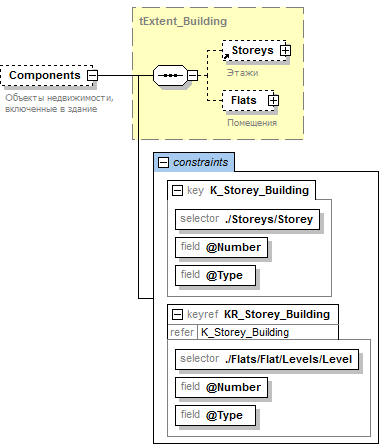 tExtent_Building
Components
Объекты недвижимости,
включенные в здание
Storeys
Этажи
Flats
Помещения
constraints
key K_Storey_Building
selector ./Storeys/Storey
field @Number
field @Type
keyref KR_Storey_Building
refer K_Storey_Building
selector ./Flats/Flat/Levels/Level
field @Number
field @Type